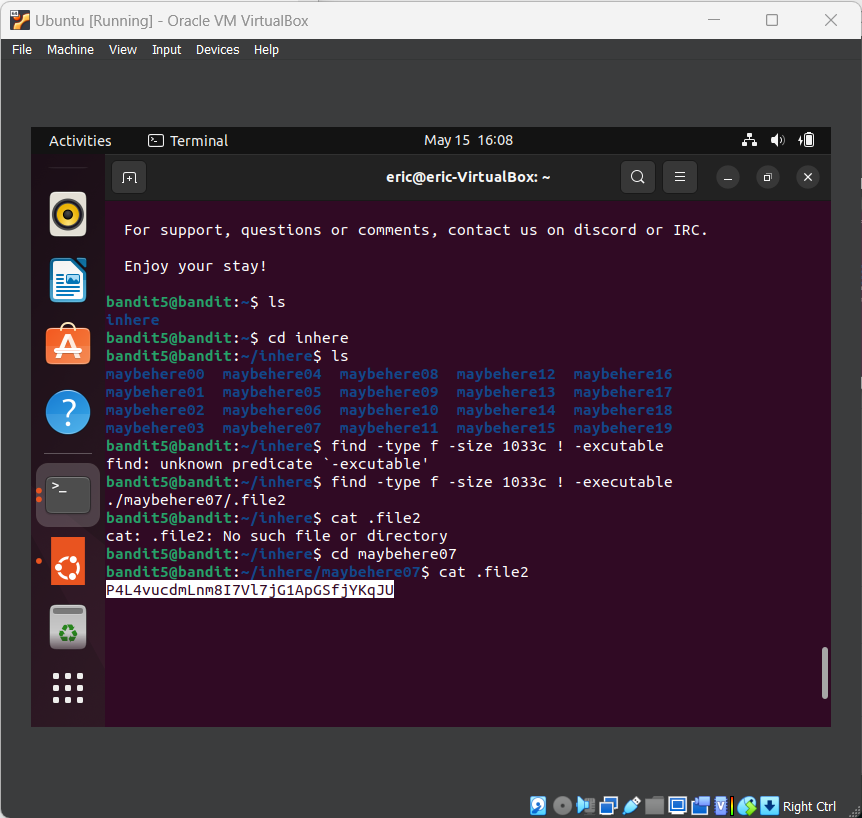 Ubuntu [Running] - Oracle VM VirtualBox
File Machine View Input Devices Help
Activities Terminal May 15 16:08
eric@eric-VirtualBox: ~
For support, questions or comments, contact us on discord or IRC.
Enjoy your stay!
bandit5@bandit:~$ ls
inhere
bandit5@bandit:~$ cd inhere
bandit5@bandit:~/inhere$ ls
maybehere00 maybehere04 maybehere08 maybehere12 maybehere16
maybehere01 maybehere05 maybehere09 maybehere13 maybehere17
maybehere02 maybehere06 maybehere10 maybehere14 maybehere18
maybehere03 maybehere07 maybehere11 maybehere15 maybehere19
bandit5@bandit:~/inhere$ find -type f -size 1033c ! -excutable
find: unknown predicate `-excutable'
bandit5@bandit:~/inhere$ find -type f -size 1033c ! -executable
./maybehere07/.file2
bandit5@bandit:~/inhere$ cat .file2
cat: .file2: No such file or directory
bandit5@bandit:~/inhere$ cd maybehere07
bandit5@bandit:~/inhere/maybehere07$ cat .file2
P4L4vucdmLnm8I7Vl7jG1ApGSfjYKqJU
Right Ctrl